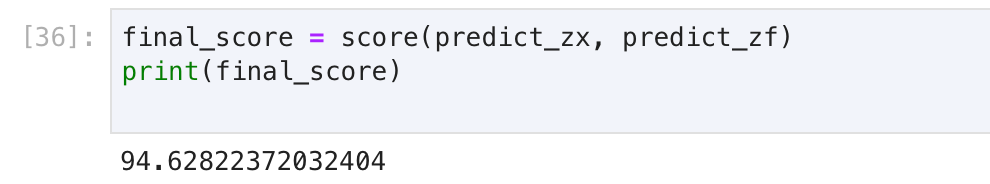 [36]: final_score = score(predict_zx, predict_zf)
print(final_score)
94.62822372032404